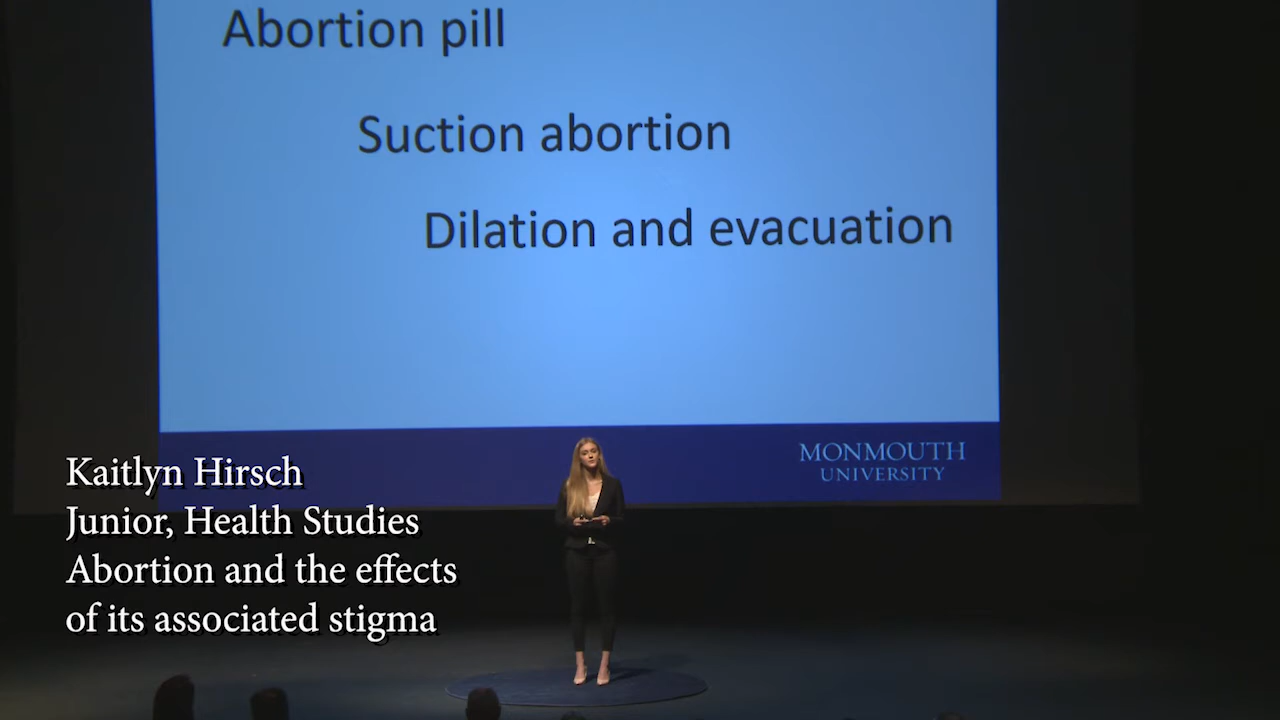 Abortion pill
Suction abortion
Dilation and evacuation
MONMOUTH
UNIVERSITY
Kaitlyn Hirsch
Junior, Health Studies
Abortion and the effects
of its associated stigma